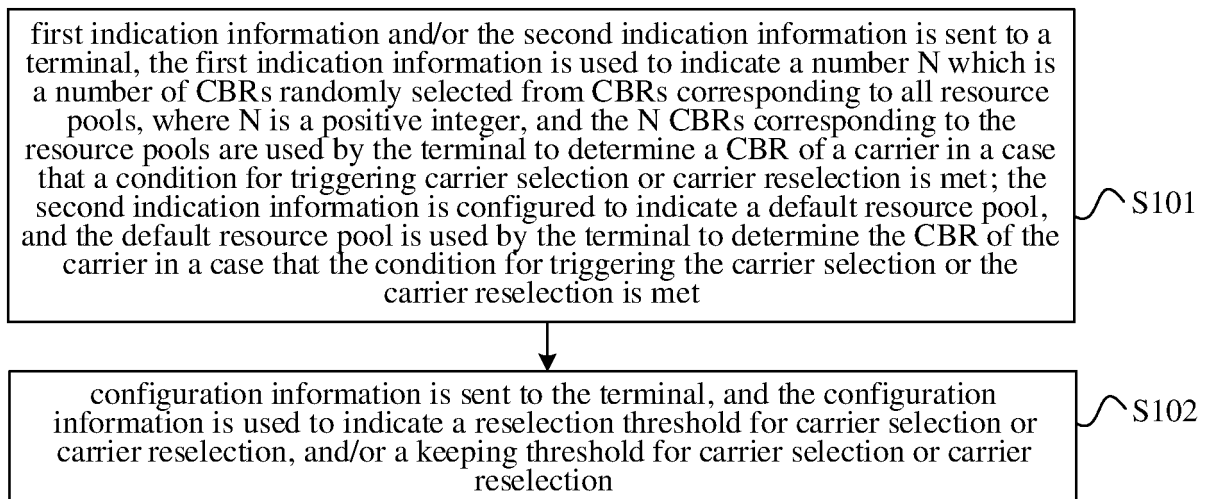 first indication information and/or the second indication information is sent to a
terminal, the first indication information is used to indicate a number N which is
a number of CBRs randomly selected from CBRs corresponding to all resource
pools, where N is a positive integer, and the N CBRs corresponding to the
resource pools are used by the terminal to determine a CBR of a carrier in a case
that a condition for triggering carrier selection or carrier reselection is met; the
second indication information is configured to indicate a default resource pool,
and the default resource pool is used by the terminal to determine the CBR of the
carrier in a case that the condition for triggering the carrier selection or the
carrier reselection is met
S101
configuration information is sent to the terminal, and the configuration
information is used to indicate a reselection threshold for carrier selection or
carrier reselection, and/or a keeping threshold for carrier selection or carrier
reselection
S102